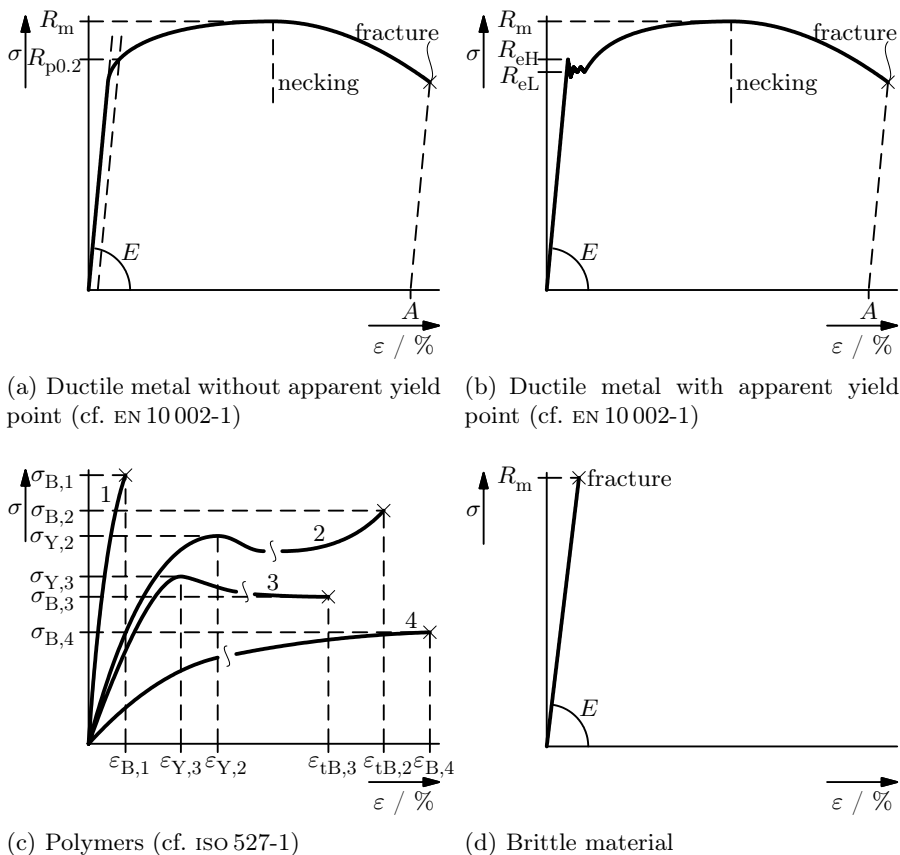 R_m
σ
R_p0.2
fracture
necking
E
A
ε / %
(a) Ductile metal without apparent yield
point (cf. EN 10 002-1)
R_m
σ
R_eH
R_eL
fracture
necking
E
A
ε / %
(b) Ductile metal with apparent yield
point (cf. EN 10 002-1)
σ_B,1
σ
σ_B,2
σ_Y,2
σ_Y,3
σ_B,3
σ_B,4
1
2
3
4
ε_B,1
ε_Y,3
ε_Y,2
ε_tB,3
ε_tB,2
ε_B,4
ε / %
(c) Polymers (cf. ISO 527-1)
R_m
σ
fracture
E
ε / %
(d) Brittle material